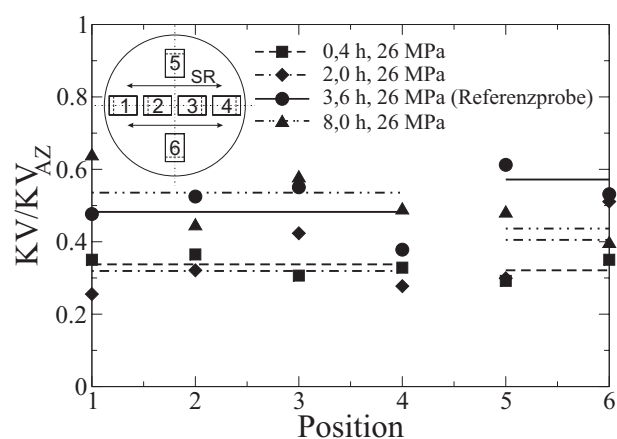 1
0.8
0.6
0.4
0.2
0
KV/KV_AZ
5
SR
1 2 3 4
6
0,4 h, 26 MPa
2,0 h, 26 MPa
3,6 h, 26 MPa (Referenzprobe)
8,0 h, 26 MPa
1 2 3 4 5 6
Position